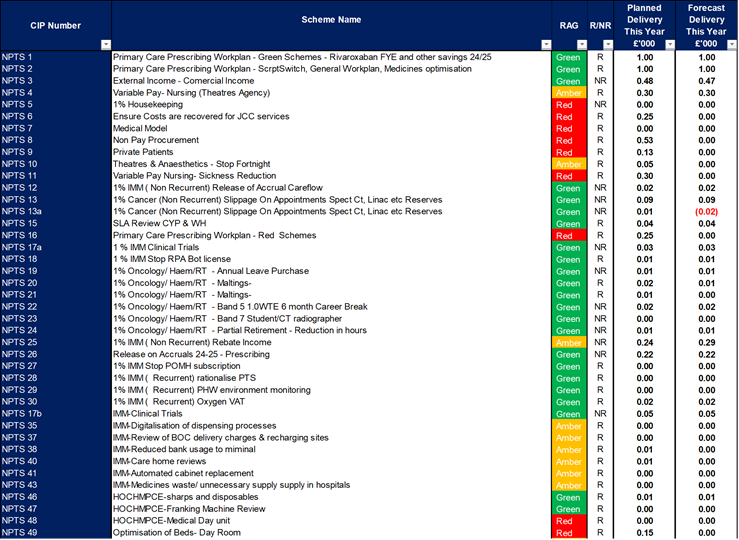 CIP Number Scheme Name RAG R/NR Planned Delivery This Year £'000 Forecast Delivery This Year £'000
NPTS 1 Primary Care Prescribing Workplan - Green Schemes - Rivaroxaban FYE and other savings 24/25 Green R 1.00 1.00
NPTS 2 Primary Care Prescribing Workplan - ScrptSwitch, General Workplan, Medicines optimisation Green R 1.00 1.00
NPTS 3 External Income - Comercial Income Green NR 0.48 0.47
NPTS 4 Variable Pay- Nursing (Theatres Agency) Amber R 0.30 0.30
NPTS 5 1% Housekeeping Red NR 0.00 0.00
NPTS 6 Ensure Costs are recovered for JCC services Red R 0.25 0.00
NPTS 7 Medical Model Red R 0.00 0.00
NPTS 8 Non Pay Procurement Red R 0.53 0.00
NPTS 9 Private Patients Red R 0.13 0.00
NPTS 10 Theatres & Anaesthetics - Stop Fortnight Amber R 0.05 0.00
NPTS 11 Variable Pay Nursing- Sickness Reduction Red R 0.30 0.00
NPTS 12 1% IMM ( Non Recurrent) Release of Accrual Careflow Green NR 0.02 0.02
NPTS 13 1% Cancer (Non Recurrent) Slippage On Appointments Spect Ct, Linac etc Reserves Green NR 0.09 0.09
NPTS 13a 1% Cancer (Non Recurrent) Slippage On Appointments Spect Ct, Linac etc Reserves Green NR 0.01 (0.02)
NPTS 15 SLA Review CYP & WH Green R 0.04 0.04
NPTS 16 Primary Care Prescribing Workplan - Red Schemes Red R 0.25 0.00
NPTS 17a 1 % IMM Clinical Trials Green NR 0.03 0.03
NPTS 18 1 % IMM Stop RPA Bot license Green R 0.01 0.01
NPTS 19 1% Oncology/ Haem/RT - Annual Leave Purchase Green NR 0.01 0.01
NPTS 20 1% Oncology/ Haem/RT - Maltings- Green R 0.02 0.01
NPTS 21 1% Oncology/ Haem/RT - Maltings- Green R 0.01 0.00
NPTS 22 1% Oncology/ Haem/RT - Band 5 1.0WTE 6 month Career Break Green NR 0.02 0.02
NPTS 23 1% Oncology/ Haem/RT - Band 7 Student/CT radiographer Green NR 0.00 0.00
NPTS 24 1% Oncology/ Haem/RT - Partial Retirement - Reduction in hours Green NR 0.01 0.01
NPTS 25 1% IMM ( Non Recurrent) Rebate Income Amber NR 0.24 0.29
NPTS 26 Release on Accruals 24-25 - Prescribing Green NR 0.22 0.22
NPTS 27 1% IMM Stop POMH subscription Green R 0.01 0.00
NPTS 28 1% IMM ( Recurrent) rationalise PTS Green R 0.00 0.00
NPTS 29 1% IMM ( Recurrent) PHW environment monitoring Green R 0.00 0.00
NPTS 30 1% IMM ( Recurrent) Oxygen VAT Green R 0.02 0.02
NPTS 17b IMM-Clinical Trials Green NR 0.05 0.05
NPTS 35 IMM-Digitalisation of dispensing processes Amber R 0.00 0.00
NPTS 37 IMM-Review of BOC delivery charges & recharging sites Amber R 0.00 0.00
NPTS 38 IMM-Reduced bank usage to miminal Amber R 0.01 0.00
NPTS 40 IMM-Care home reviews Amber R 0.01 0.00
NPTS 41 IMM-Automated cabinet replacement Amber R 0.00 0.00
NPTS 43 IMM-Medicines waste/ unnecessary supply supply in hospitals Amber R 0.00 0.00
NPTS 46 HOCHMPCE-sharps and disposables Green R 0.01 0.01
NPTS 47 HOCHMPCE-Franking Machine Review Green R 0.00 0.00
NPTS 48 HOCHMPCE-Medical Day unit Red R 0.00 0.00
NPTS 49 Optimisation of Beds- Day Room Red R 0.15 0.00